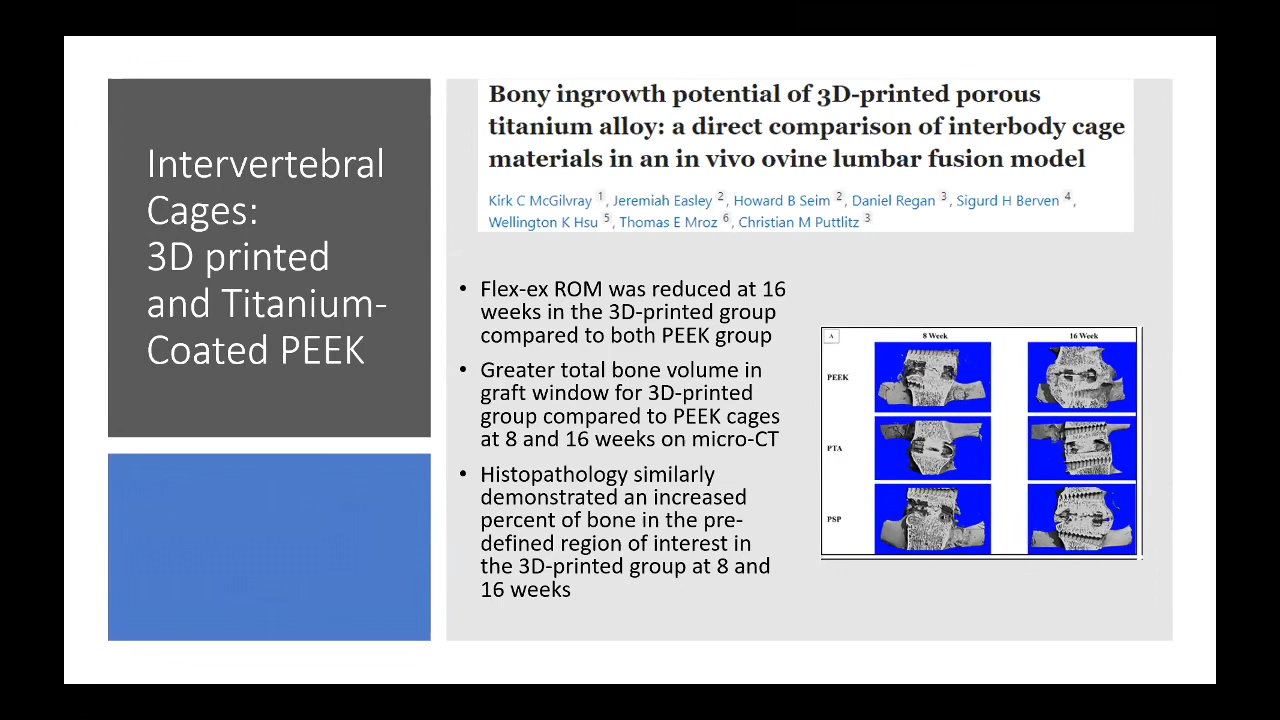 Intervertebral
Cages:
3D printed
and Titanium-
Coated PEEK
Bony ingrowth potential of 3D-printed porous
titanium alloy: a direct comparison of interbody cage
materials in an in vivo ovine lumbar fusion model
Kirk C McGilvray 1, Jeremiah Easley 2, Howard B Seim 2, Daniel Regan 3, Sigurd H Berven 4,
Wellington K Hsu 5, Thomas E Mroz 6, Christian M Puttlitz 3
• Flex-ex ROM was reduced at 16
weeks in the 3D-printed group
compared to both PEEK group
• Greater total bone volume in
graft window for 3D-printed
group compared to PEEK cages
at 8 and 16 weeks on micro-CT
• Histopathology similarly
demonstrated an increased
percent of bone in the pre-
defined region of interest in
the 3D-printed group at 8 and
16 weeks
A
8 Week
16 Week
PEEK
PTA
PSP